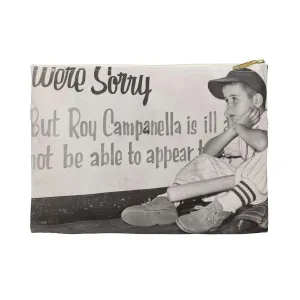 Were Sorry
But Roy Campanella is ill a
not be able to appear t